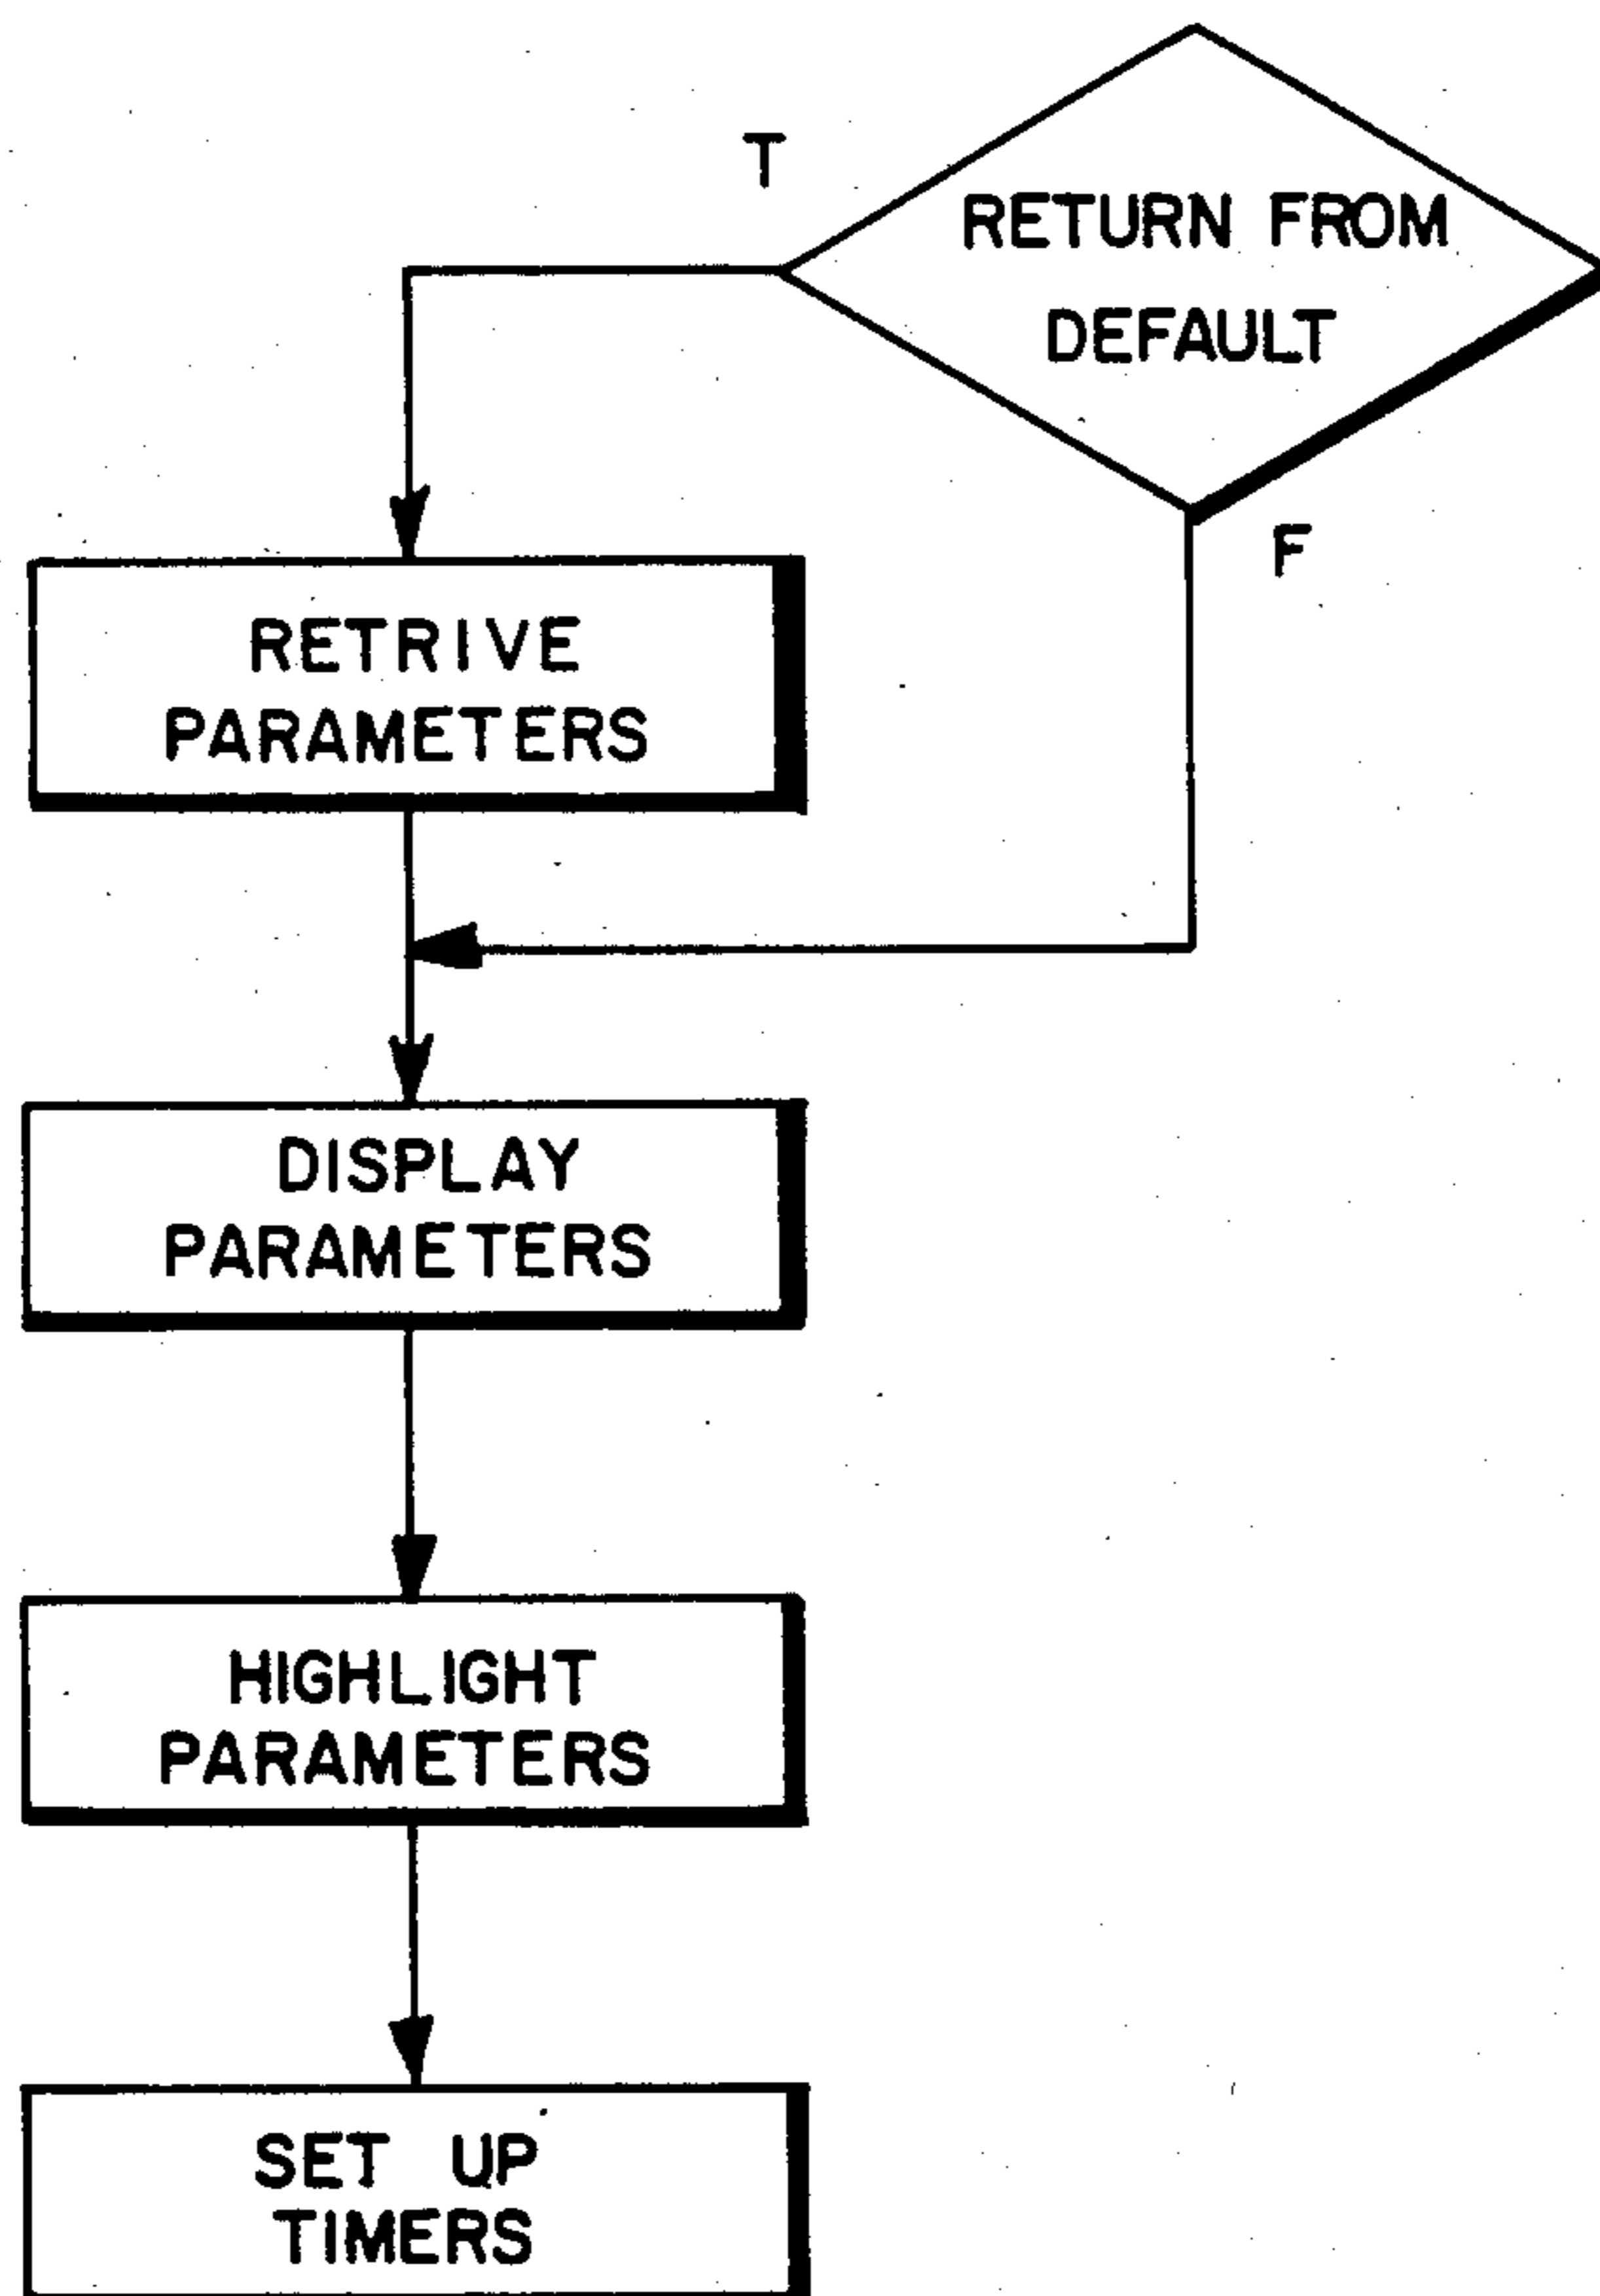 T
RETURN FROM
DEFAULT
F
RETRIVE
PARAMETERS
DISPLAY
PARAMETERS
HIGHLIGHT
PARAMETERS
SET UP
TIMERS